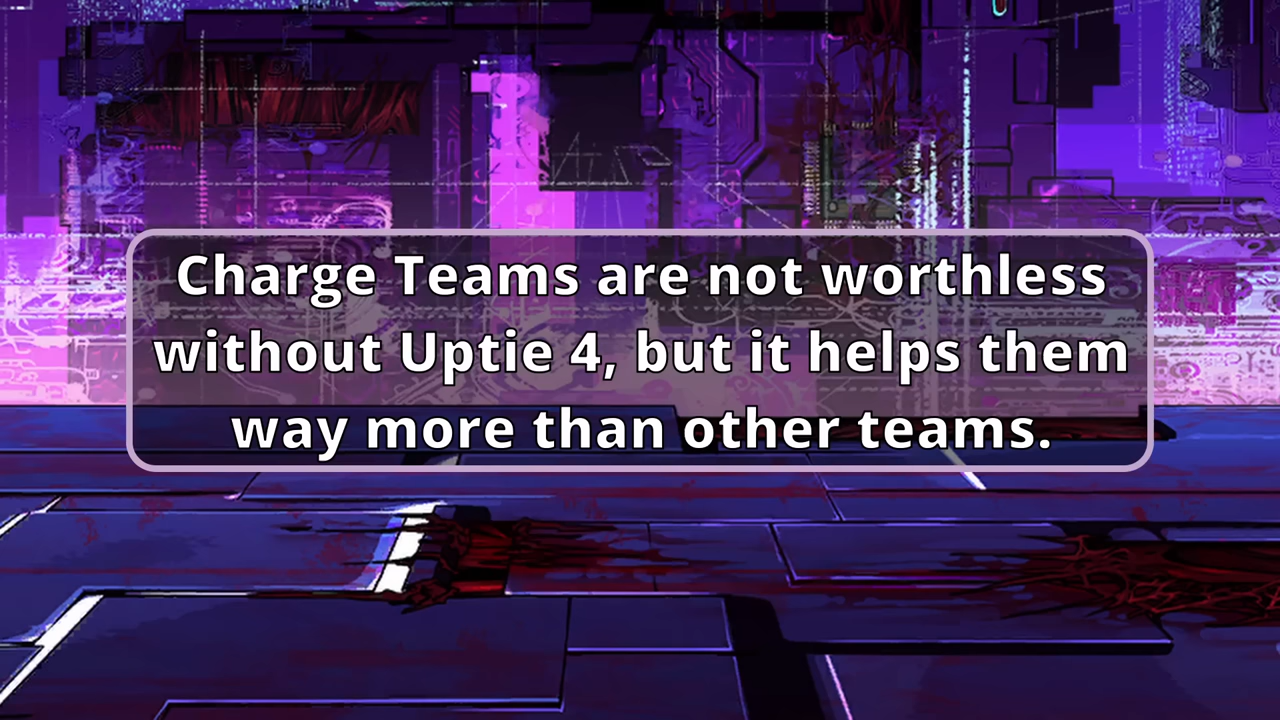 Charge Teams are not worthless
without Uptie 4, but it helps them
way more than other teams.